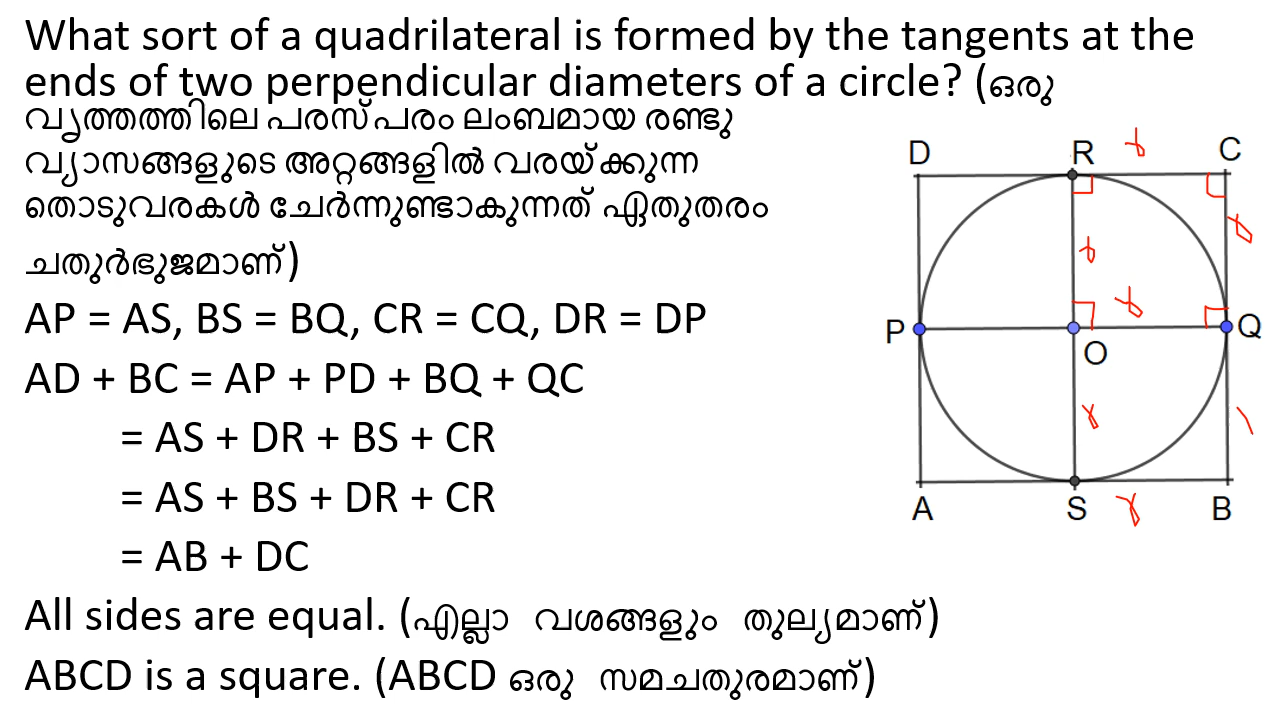 What sort of a quadrilateral is formed by the tangents at the
ends of two perpendicular diameters of a circle? (ഒരു
വൃത്തത്തിലെ പരസ്പരം ലംബമായ രണ്ടു
വ്യാസങ്ങളുടെ അറ്റങ്ങളിൽ വരയ്ക്കുന്ന
തൊടുവരകൾ ചേർന്നുണ്ടാകുന്നത് ഏതുതരം
ചതുർഭുജമാണ്)
AP = AS, BS = BQ, CR = CQ, DR = DP
AD + BC = AP + PD + BQ + QC
= AS + DR + BS + CR
= AS + BS + DR + CR
= AB + DC
All sides are equal. (എല്ലാ വശങ്ങളും തുല്യമാണ്)
ABCD is a square. (ABCD ഒരു സമചതുരമാണ്)
D R C
P O Q
A S B